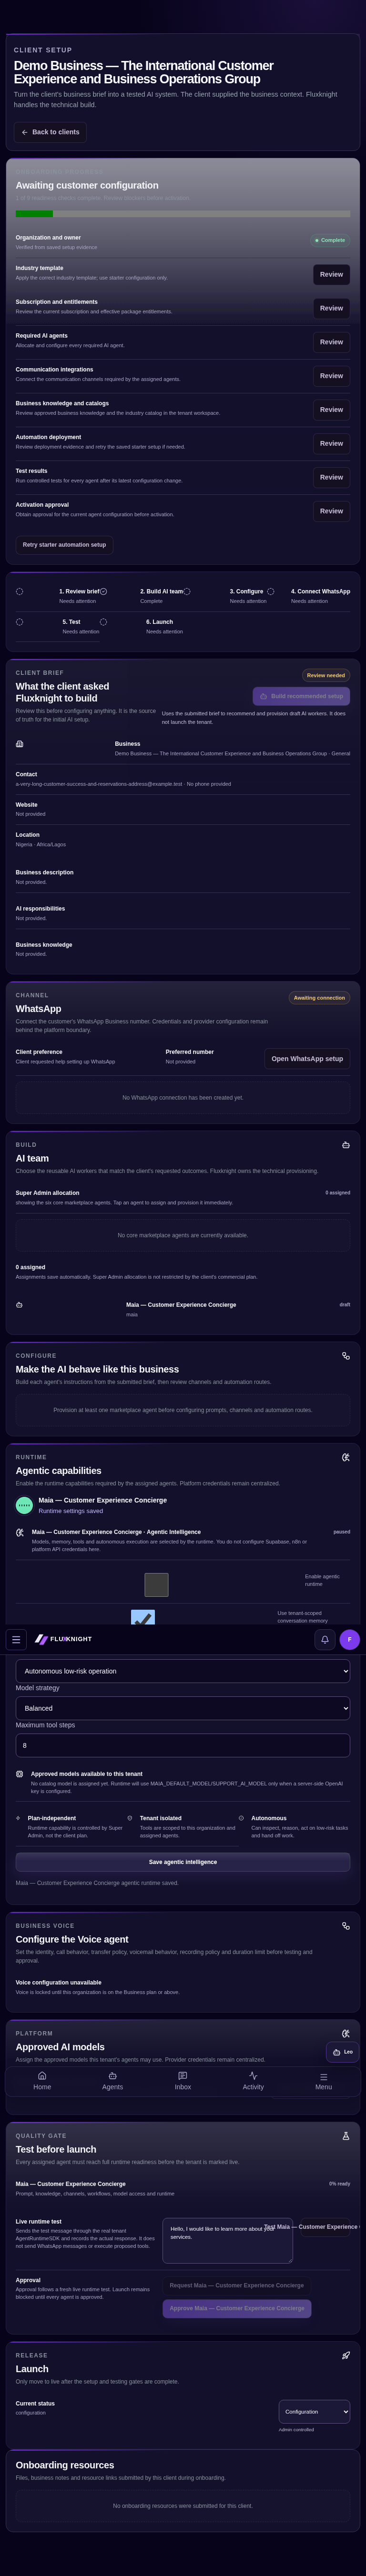 CLIENT SETUP
Demo Business — The International Customer
Experience and Business Operations Group
Turn the client's business brief into a tested AI system. The client supplied the business context. Fluxknight
handles the technical build.
Back to clients
Awaiting customer configuration
Organization and owner
Verified from saved setup evidence
Complete
Industry template
Apply the correct industry template; use starter configuration only.
Review
Subscription and entitlements
Review the current subscription and effective package entitlements.
Review
Required AI agents
Allocate and configure every required AI agent.
Review
Communication integrations
Connect the communication channels required by the assigned agents.
Review
Business knowledge and catalogs
Review approved business knowledge and the industry catalog in the tenant workspace.
Review
Automation deployment
Review deployment evidence and retry the saved starter setup if needed.
Review
Test results
Run controlled tests for every agent after its latest configuration change.
Review
Activation approval
Obtain approval for the current agent configuration before activation.
Review
Retry starter automation setup
1. Review brief
Needs attention
2. Build AI team
Complete
3. Configure
Needs attention
4. Connect WhatsApp
Needs attention
5. Test
Needs attention
6. Launch
Needs attention
CLIENT BRIEF
Review needed
What the client asked
Fluxknight to build
Review this before configuring anything. It is the source
of truth for the initial AI setup.
Build recommended setup
Uses the submitted brief to recommend and provision draft AI workers. It does
not launch the tenant.
Business
Demo Business — The International Customer Experience and Business Operations Group · General
Contact
a-very-long-customer-success-and-reservations-address@example.test · No phone provided
Website
Not provided
Location
Nigeria · Africa/Lagos
Business description
Not provided.
AI responsibilities
Not provided.
Business knowledge
Not provided.
CHANNEL
Awaiting connection
WhatsApp
Connect the customer's WhatsApp Business number. Credentials and provider configuration remain
behind the platform boundary.
Client preference
Client requested help setting up WhatsApp
Preferred number
Not provided
Open WhatsApp setup
No WhatsApp connection has been created yet.
BUILD
AI team
Choose the reusable AI workers that match the client's requested outcomes. Fluxknight owns the technical provisioning.
Super Admin allocation
0 assigned
showing the six core marketplace agents. Tap an agent to assign and provision it immediately.
No core marketplace agents are currently available.
0 assigned
Assignments save automatically. Super Admin allocation is not restricted by the client's commercial plan.
Maia — Customer Experience Concierge
draft
maia
CONFIGURE
Make the AI behave like this business
Build each agent's instructions from the submitted brief, then review channels and automation routes.
Provision at least one marketplace agent before configuring prompts, channels and automation routes.
RUNTIME
Agentic capabilities
Enable the runtime capabilities required by the assigned agents. Platform credentials remain centralized.
Maia — Customer Experience Concierge
Runtime settings saved
Maia — Customer Experience Concierge · Agentic Intelligence
paused
Models, memory, tools and autonomous execution are selected by the runtime. You do not configure Supabase, n8n or
platform API credentials here.
Enable agentic
runtime
Use tenant-scoped
conversation memory
FLUXKNIGHT
F
Autonomous low-risk operation
Model strategy
Balanced
Maximum tool steps
8
Approved models available to this tenant
No catalog model is assigned yet. Runtime will use MAIA_DEFAULT_MODEL/SUPPORT_AI_MODEL only when a server-side OpenAI
key is configured.
Plan-independent
Runtime capability is controlled by Super
Admin, not the client plan.
Tenant isolated
Tools are scoped to this organization and
assigned agents.
Autonomous
Can inspect, reason, act on low-risk tasks
and hand off work.
Save agentic intelligence
Maia — Customer Experience Concierge agentic runtime saved.
BUSINESS VOICE
Configure the Voice agent
Set the identity, call behavior, transfer policy, voicemail behavior, recording policy and duration limit before testing and
approval.
Voice configuration unavailable
Voice is locked until this organization is on the Business plan or above.
PLATFORM
Approved AI models
Assign the approved models this tenant's agents may use. Provider credentials remain centralized.
Leo
Home
Agents
Inbox
Activity
Menu
QUALITY GATE
Test before launch
Every assigned agent must reach full runtime readiness before the tenant is marked live.
Maia — Customer Experience Concierge
0% ready
Prompt, knowledge, channels, workflows, model access and runtime
Live runtime test
Sends the test message through the real tenant
AgentRuntimeSDK and records the actual response. It does
not send WhatsApp messages or execute proposed tools.
Hello, I would like to learn more about your
services.
Test Maia — Customer Experience
Approval
Approval follows a fresh live runtime test. Launch remains
blocked until every agent is approved.
Request Maia — Customer Experience Concierge
Approve Maia — Customer Experience Concierge
RELEASE
Launch
Only move to live after the setup and testing gates are complete.
Current status
configuration
Configuration
Admin controlled
Onboarding resources
Files, business notes and resource links submitted by this client during onboarding.
No onboarding resources were submitted for this client.